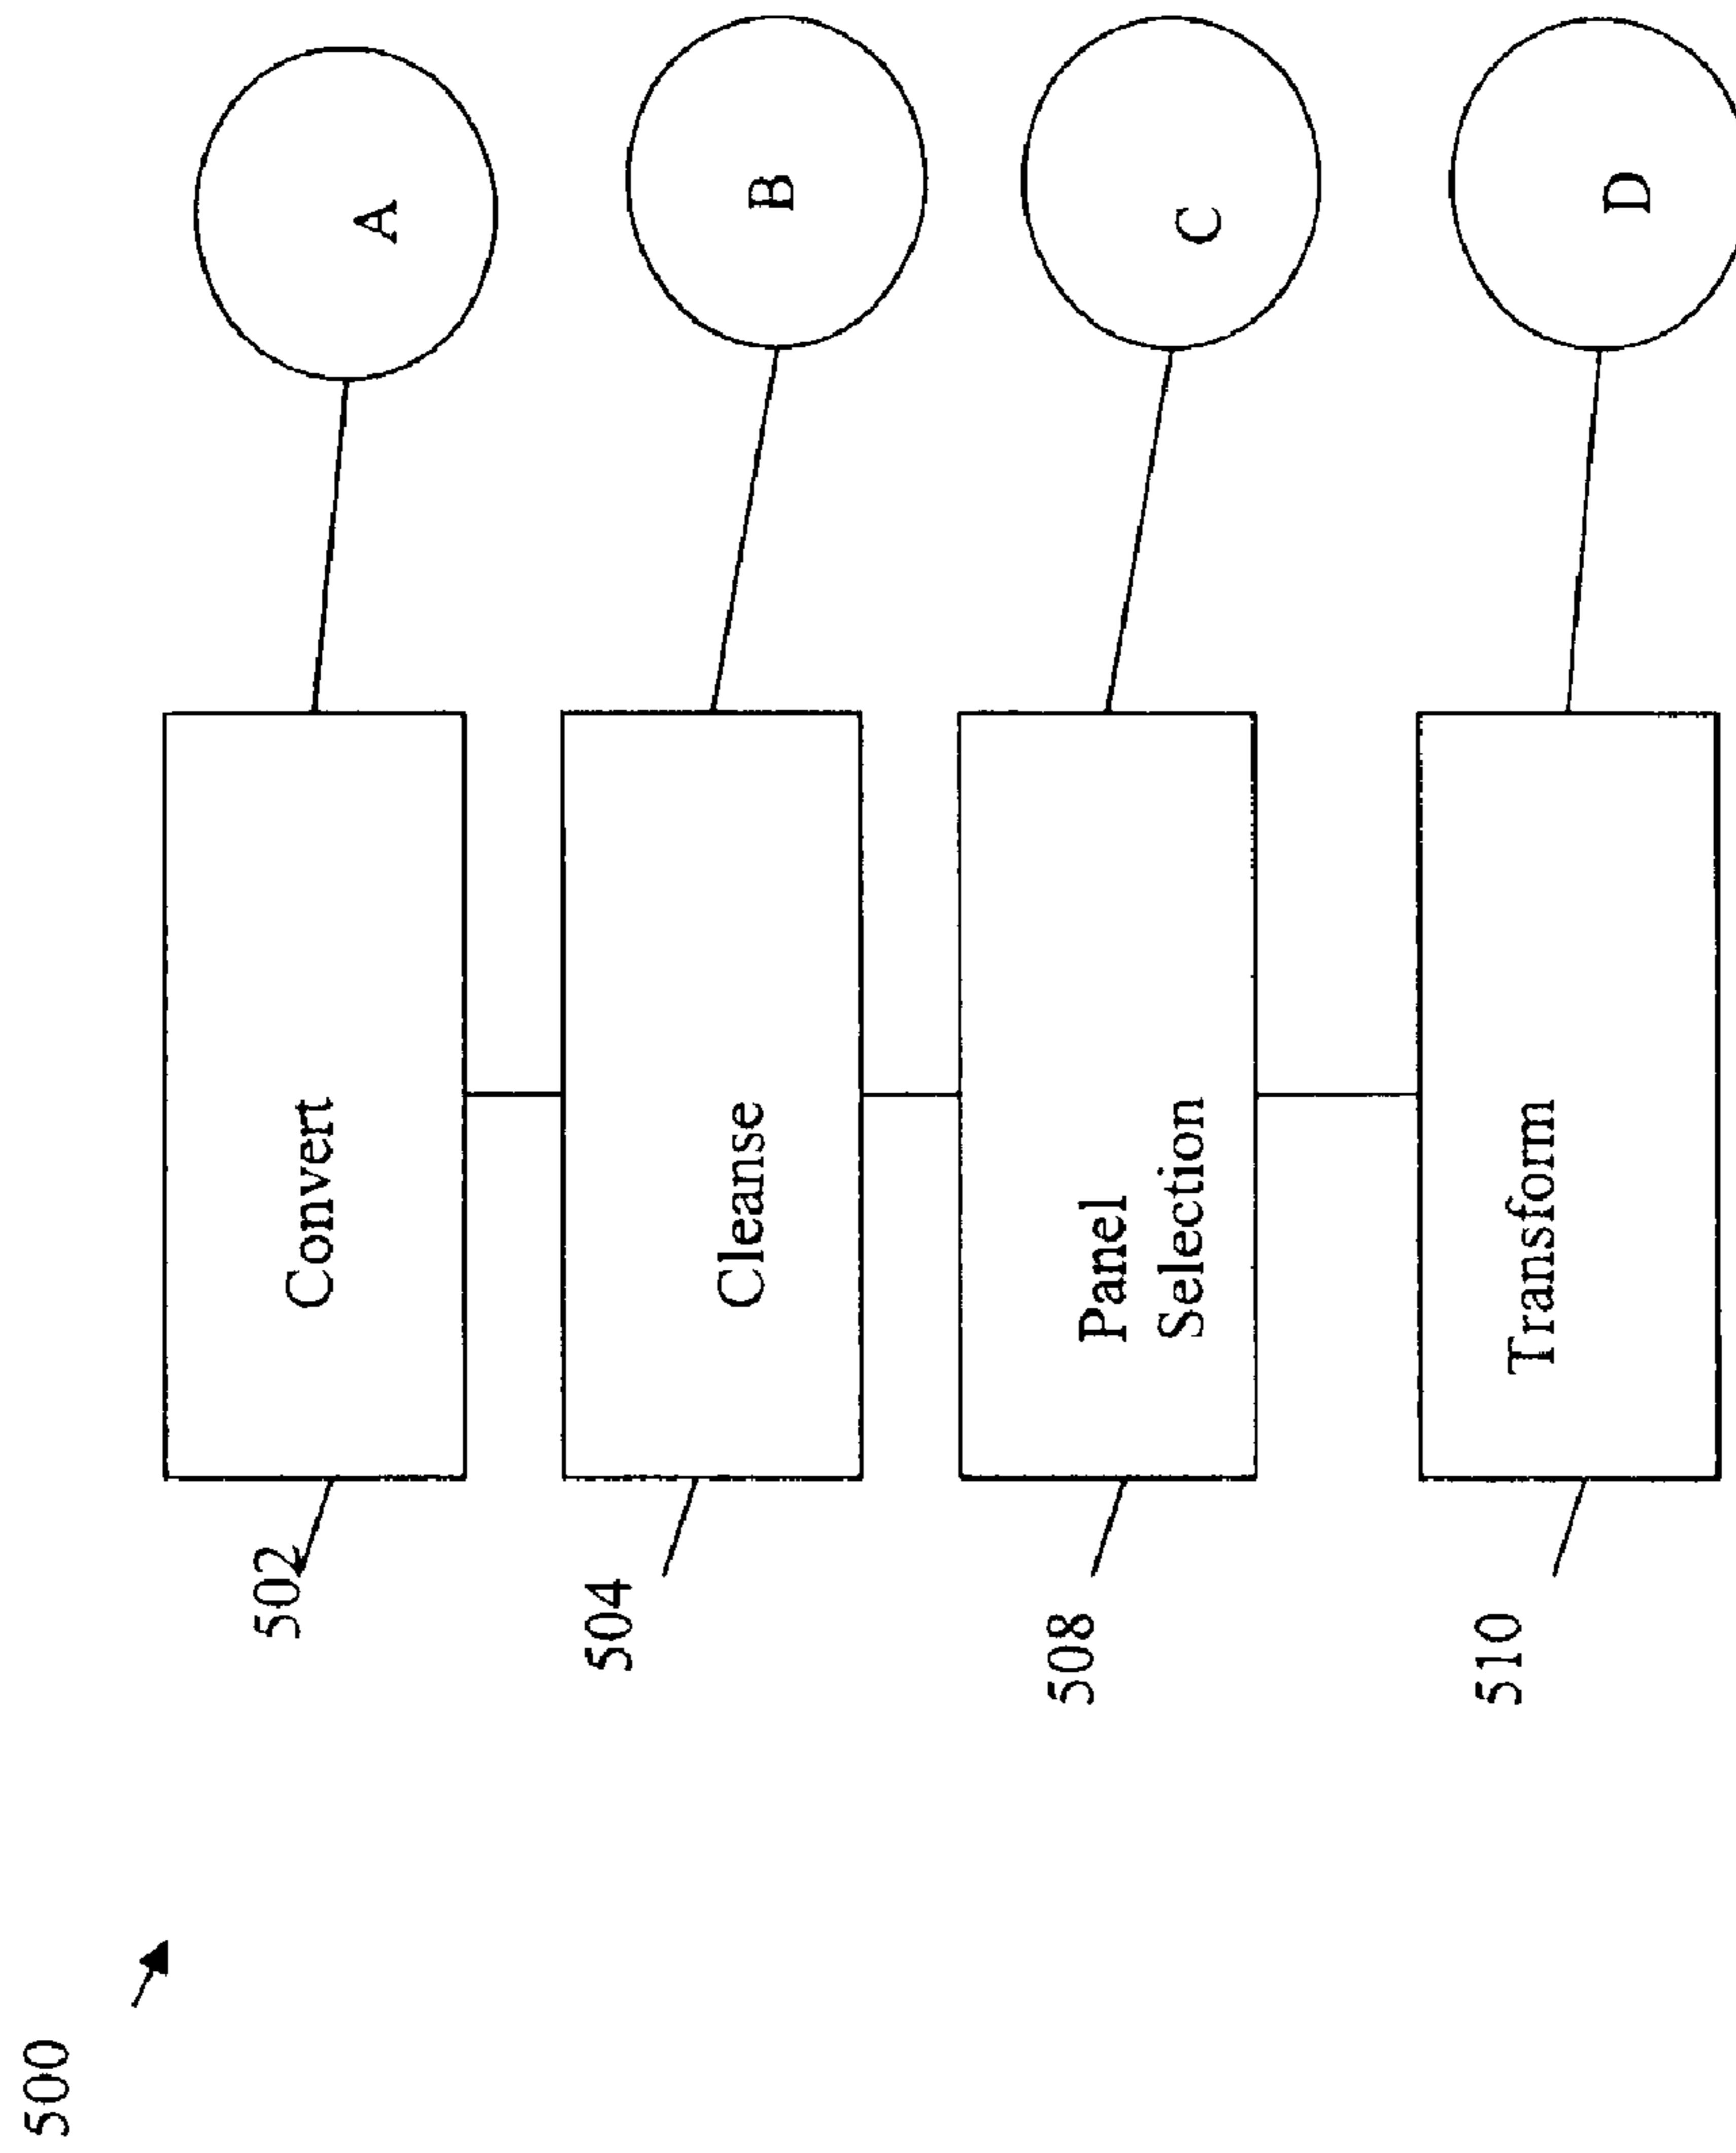 500
502
Convert
A
504
Cleanse
B
508
Panel
Selection
C
510
Transform
D